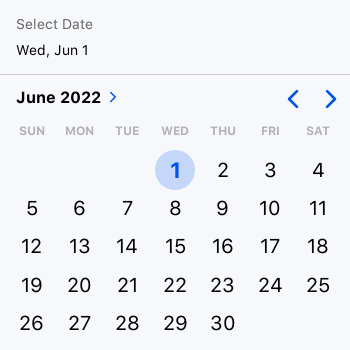 Select Date
Wed, Jun 1
June 2022
SUN MON TUE WED THU FRI SAT
1 2 3 4
5 6 7 8 9 10 11
12 13 14 15 16 17 18
19 20 21 22 23 24 25
26 27 28 29 30